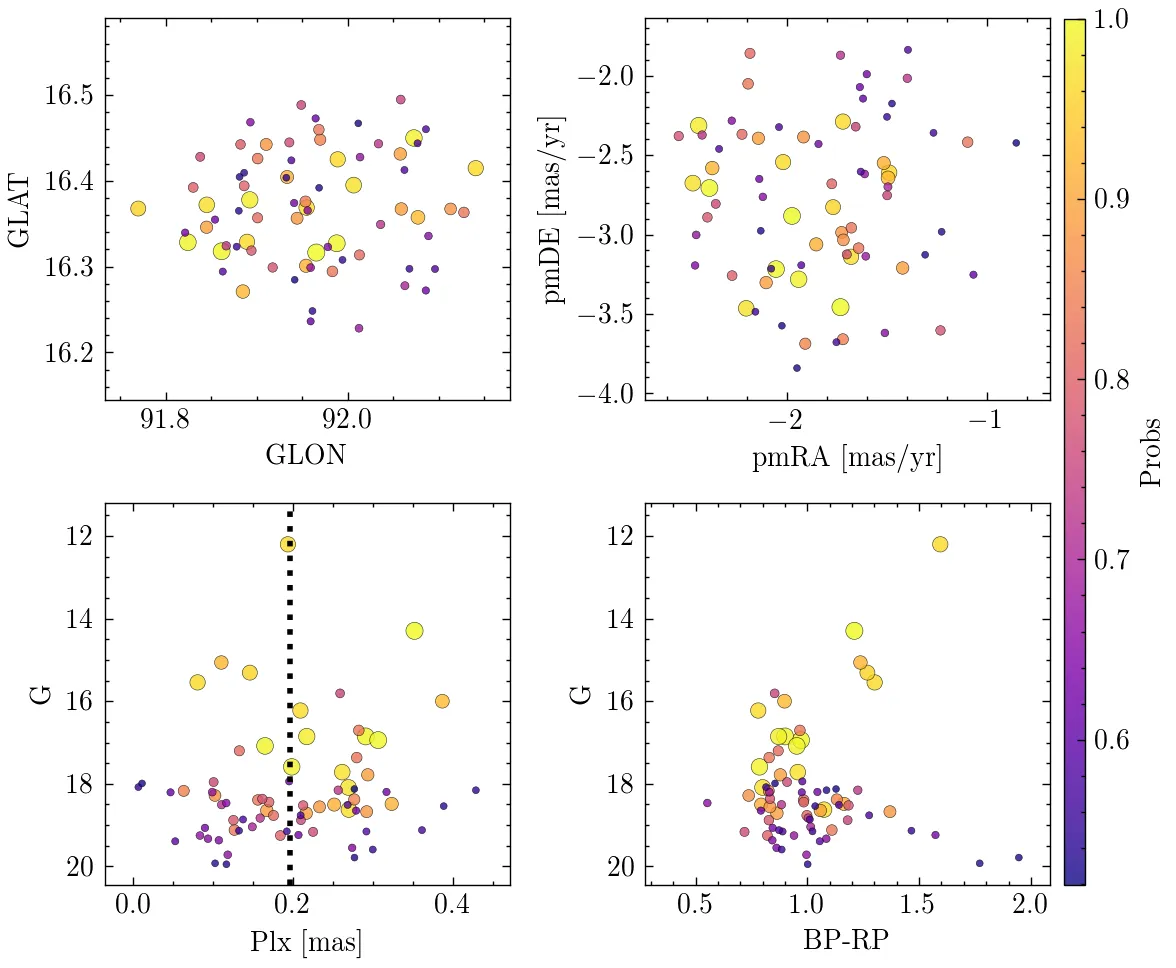 16.5
16.4
16.3
16.2
GLAT
91.8 92.0
GLON
−2.0
−2.5
−3.0
−3.5
−4.0
pmDE [mas/yr]
−2 −1
pmRA [mas/yr]
12
14
16
18
20
G
0.0 0.2 0.4
Plx [mas]
12
14
16
18
20
G
0.5 1.0 1.5 2.0
BP-RP
1.0
0.9
0.8
0.7
0.6
Probs